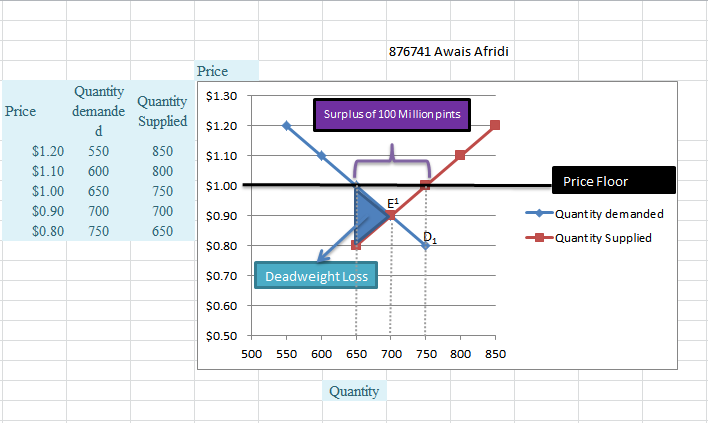 876741 Awais Afridi
Price
Quantity
demande
d
Quantity
Supplied
$1.20 550 850
$1.10 600 800
$1.00 650 750
$0.90 700 700
$0.80 750 650
Price
$1.30
$1.20
$1.10
$1.00
$0.90
$0.80
$0.70
$0.60
$0.50
Surplus of 100 Million pints
Price Floor
E¹
D₁
Deadweight Loss
Quantity demanded
Quantity Supplied
500 550 600 650 700 750 800 850
Quantity